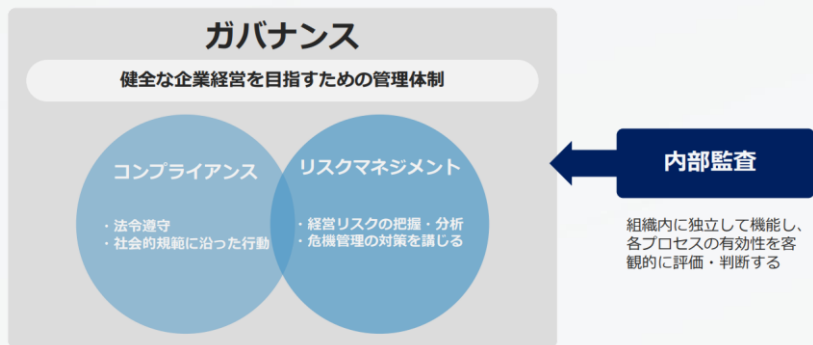 ガバナンス
健全な企業経営を目指すための管理体制
コンプライアンス
・法令遵守
・社会的規範に沿った行動
リスクマネジメント
・経営リスクの把握・分析
・危機管理の対策を講じる
内部監査
組織内に独立して機能し、
各プロセスの有効性を客
観的に評価・判断する